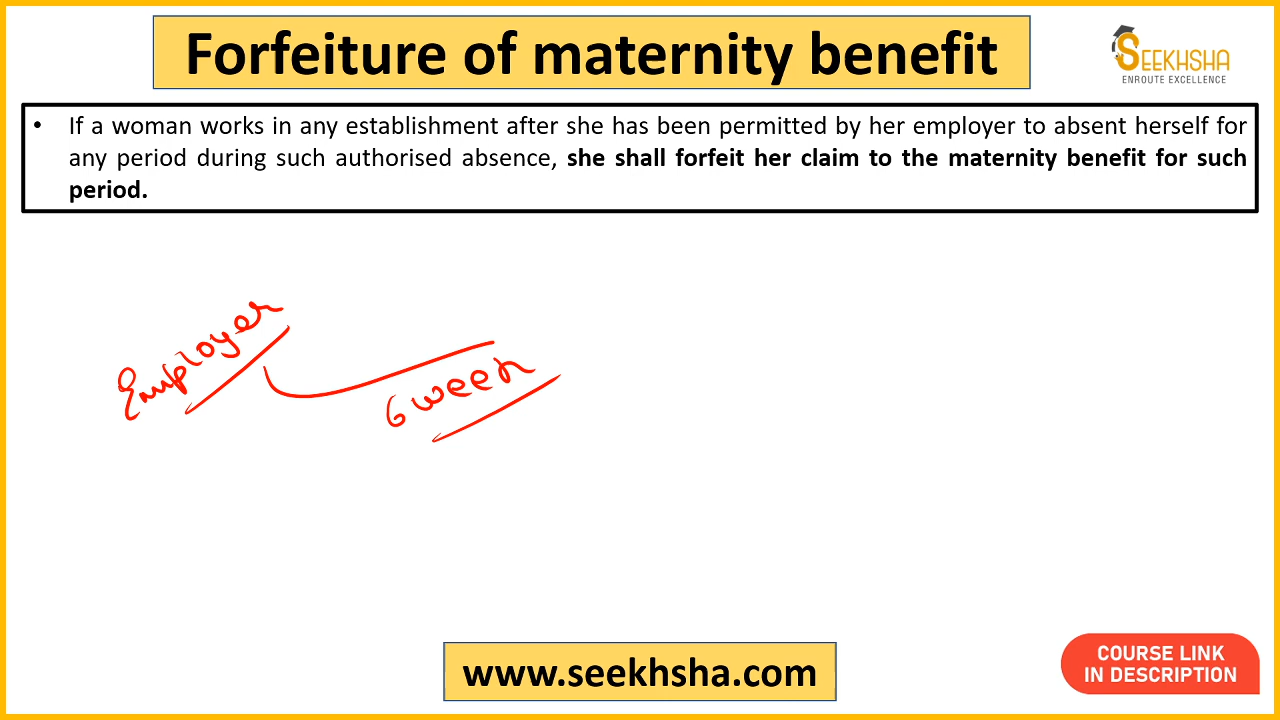 Forfeiture of maternity benefit
SEEKHSHA
ENROUTE EXCELLENCE
• If a woman works in any establishment after she has been permitted by her employer to absent herself for
any period during such authorised absence, she shall forfeit her claim to the maternity benefit for such
period.
Employer
6 week
www.seekhsha.com
COURSE LINK
IN DESCRIPTION